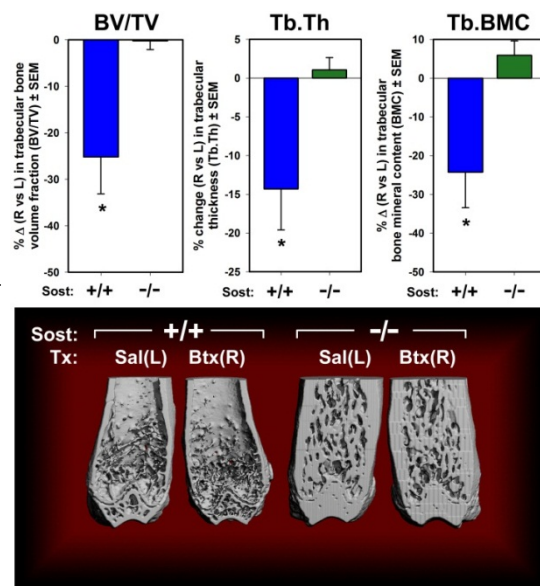 BV/TV
% Δ (R vs L) in trabecular bone
volume fraction (BV/TV) ± SEM
0
-10
-20
-30
-40
-50
*
Sost: +/+ -/-
Tb.Th
% change (R vs L) in trabecular
thickness (Tb.Th) ± SEM
5
0
-5
-10
-15
-20
-25
*
Sost: +/+ -/-
Tb.BMC
% Δ (R vs L) in trabecular
bone mineral content (BMC) ± SEM
10
0
-10
-20
-30
-40
-50
*
Sost: +/+ -/-
Sost: +/+ -/-
Tx: Sal(L) Btx(R) Sal(L) Btx(R)